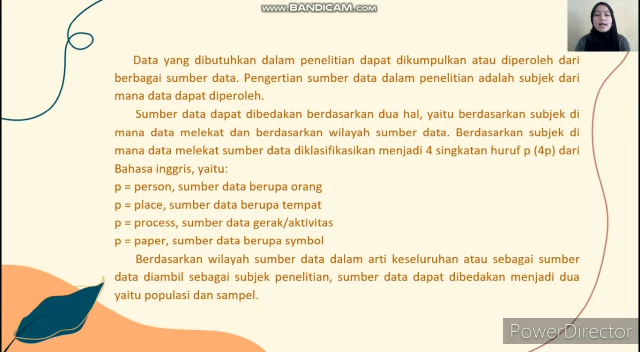 www.BANDICAM.com
Data yang dibutuhkan dalam penelitian dapat dikumpulkan atau diperoleh dari
berbagai sumber data. Pengertian sumber data dalam penelitian adalah subjek dari
mana data dapat diperoleh.
Sumber data dapat dibedakan berdasarkan dua hal, yaitu berdasarkan subjek di
mana data melekat dan berdasarkan wilayah sumber data. Berdasarkan subjek di
mana data melekat sumber data diklasifikasikan menjadi 4 singkatan huruf p (4p) dari
Bahasa inggris, yaitu:
p = person, sumber data berupa orang
p = place, sumber data berupa tempat
p = process, sumber data gerak/aktivitas
p = paper, sumber data berupa symbol
Berdasarkan wilayah sumber data dalam arti keseluruhan atau sebagai sumber
data diambil sebagai subjek penelitian, sumber data dapat dibedakan menjadi dua
yaitu populasi dan sampel.
PowerDirector